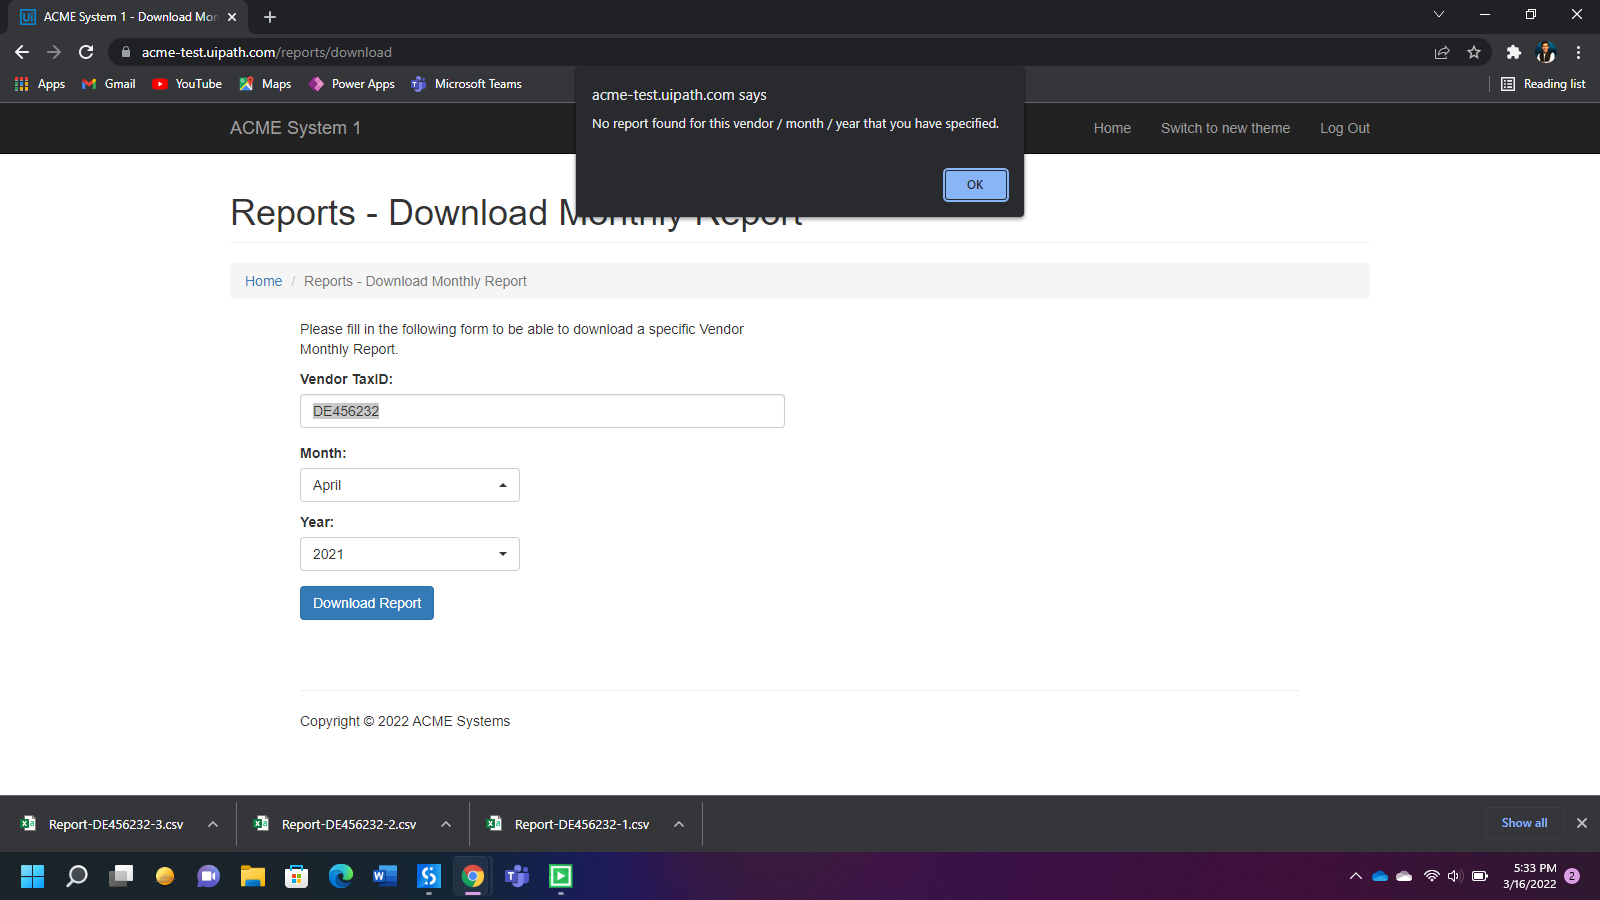 ACME System 1 - Download Mon
acme-test.uipath.com/reports/download
Apps
Gmail
YouTube
Maps
Power Apps
Microsoft Teams
Reading list
acme-test.uipath.com says
No report found for this vendor / month / year that you have specified.
OK
ACME System 1
Home
Switch to new theme
Log Out
Reports - Download Monthly Report
Home / Reports - Download Monthly Report
Please fill in the following form to be able to download a specific Vendor
Monthly Report.
Vendor TaxID:
DE456232
Month:
April
Year:
2021
Download Report
Copyright © 2022 ACME Systems
Report-DE456232-3.csv
Report-DE456232-2.csv
Report-DE456232-1.csv
Show all
5:33 PM
3/16/2022
2